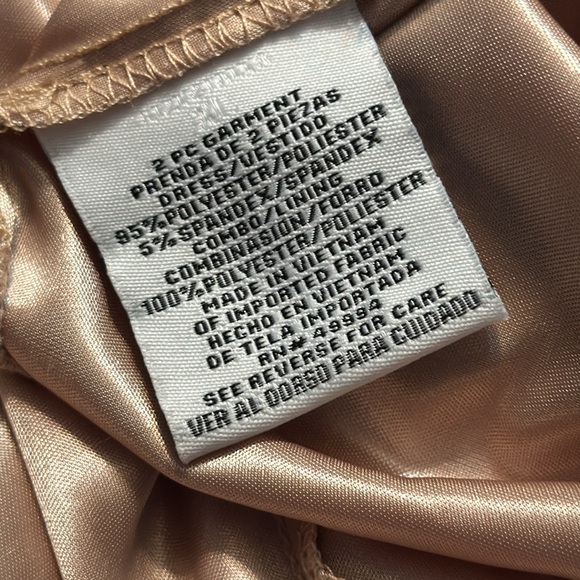 2 PC GARMENT
PRENDA DE 2 PIEZAS
DRESS/VESTIDO
95%POLYESTER/POLIESTER
5%SPANDEX/SPANDEX
COMBO/LINING
COMBINASION/FORRO
100%POLYESTER/POLIESTER
MADE IN VIETNAM
OF IMPORTED FABRIC
HECHO EN VIETNAM
DE TELA IMPORTADA
RN# 49994
SEE REVERSE FOR CARE
VER AL DORSO PARA CUIDADO